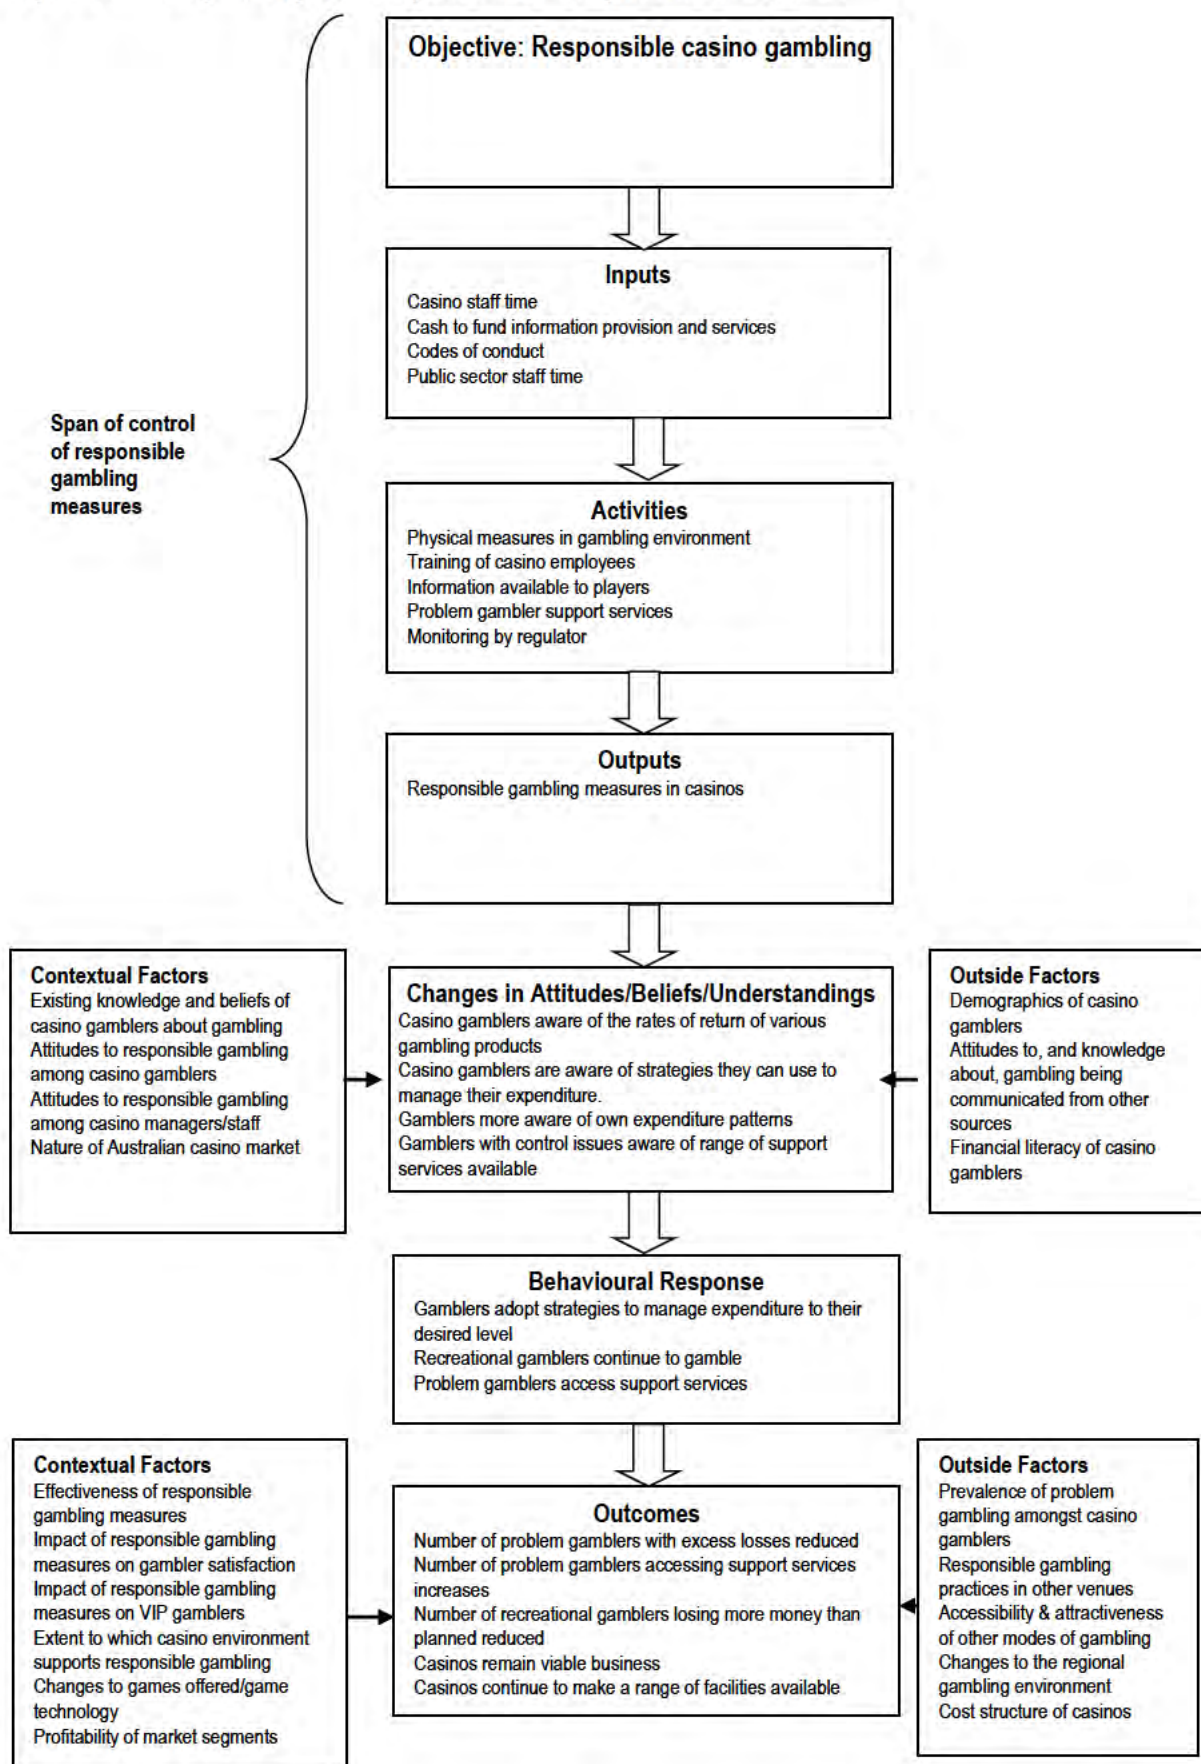 Objective: Responsible casino gambling
Inputs
Casino staff time
Cash to fund information provision and services
Codes of conduct
Public sector staff time
Span of control
of responsible
gambling
measures
Activities
Physical measures in gambling environment
Training of casino employees
Information available to players
Problem gambler support services
Monitoring by regulator
Outputs
Responsible gambling measures in casinos
Contextual Factors
Existing knowledge and beliefs of
casino gamblers about gambling
Attitudes to responsible gambling
among casino gamblers
Attitudes to responsible gambling
among casino managers/staff
Nature of Australian casino market
Changes in Attitudes/Beliefs/Understandings
Casino gamblers aware of the rates of return of various
gambling products
Casino gamblers are aware of strategies they can use to
manage their expenditure.
Gamblers more aware of own expenditure patterns
Gamblers with control issues aware of range of support
services available
Outside Factors
Demographics of casino
gamblers
Attitudes to, and knowledge
about, gambling being
communicated from other
sources
Financial literacy of casino
gamblers
Behavioural Response
Gamblers adopt strategies to manage expenditure to their
desired level
Recreational gamblers continue to gamble
Problem gamblers access support services
Contextual Factors
Effectiveness of responsible
gambling measures
Impact of responsible gambling
measures on gambler satisfaction
Impact of responsible gambling
measures on VIP gamblers
Extent to which casino environment
supports responsible gambling
Changes to games offered/game
technology
Profitability of market segments
Outcomes
Number of problem gamblers with excess losses reduced
Number of problem gamblers accessing support services
increases
Number of recreational gamblers losing more money than
planned reduced
Casinos remain viable business
Casinos continue to make a range of facilities available
Outside Factors
Prevalence of problem
gambling amongst casino
gamblers
Responsible gambling
practices in other venues
Accessibility & attractiveness
of other modes of gambling
Changes to the regional
gambling environment
Cost structure of casinos